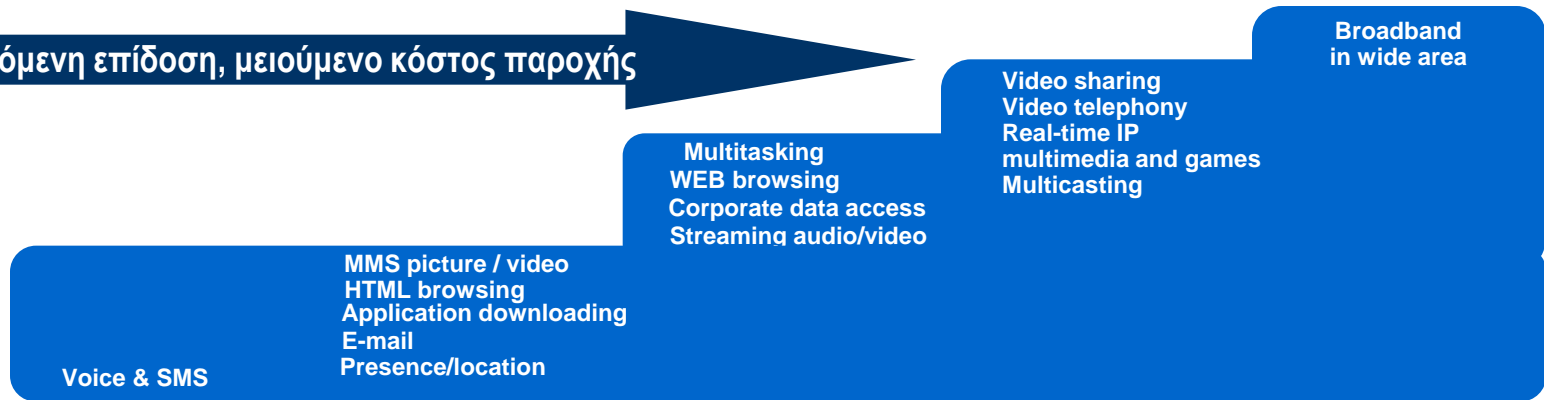 επίδοση, μειούμενο κόστος παροχής
Broadband
in wide area
Video sharing
Video telephony
Real-time IP
multimedia and games
Multicasting
Multitasking
WEB browsing
Corporate data access
Streaming audio/video
MMS picture / video
HTML browsing
Application downloading
E-mail
Presence/location
Voice & SMS